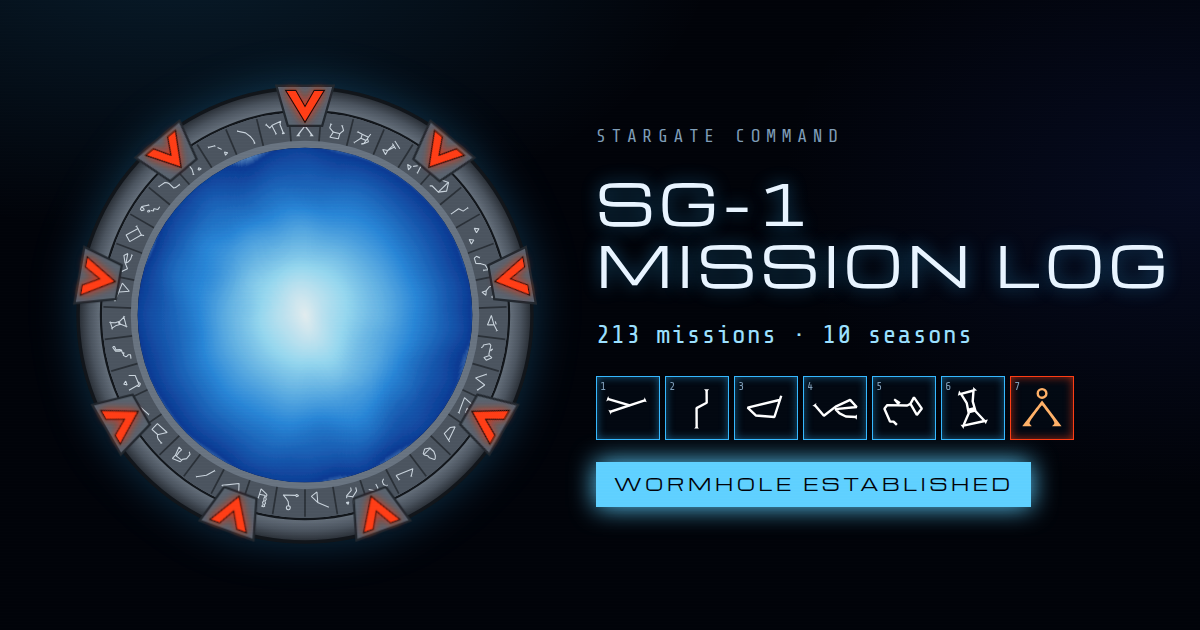 STARGATE COMMAND
SG-1
MISSION LOG
213 missions · 10 seasons
1 2 3 4 5 6 7
WORMHOLE ESTABLISHED